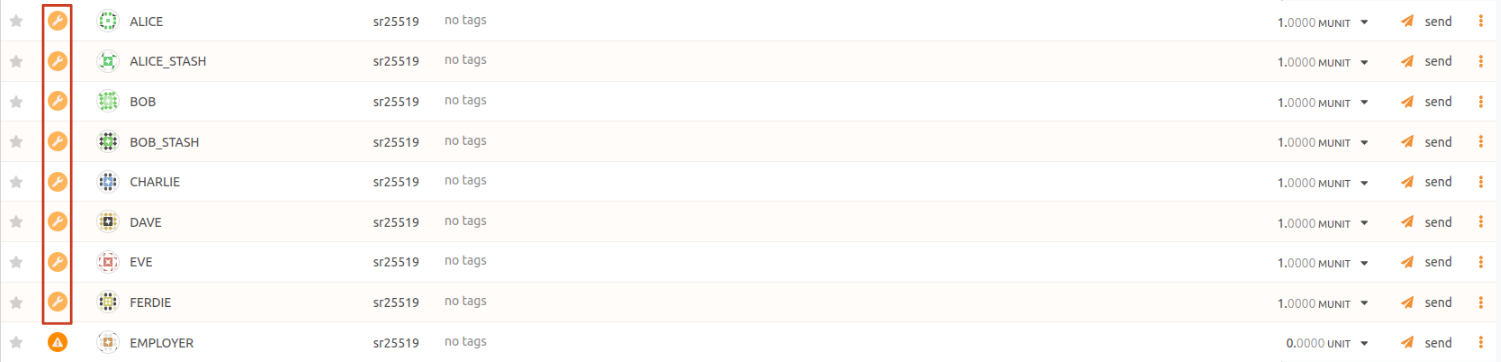 ALICE sr25519 no tags 1.0000 MUNIT send
ALICE_STASH sr25519 no tags 1.0000 MUNIT send
BOB sr25519 no tags 1.0000 MUNIT send
BOB_STASH sr25519 no tags 1.0000 MUNIT send
CHARLIE sr25519 no tags 1.0000 MUNIT send
DAVE sr25519 no tags 1.0000 MUNIT send
EVE sr25519 no tags 1.0000 MUNIT send
FERDIE sr25519 no tags 1.0000 MUNIT send
EMPLOYER sr25519 no tags 0.0000 UNIT send